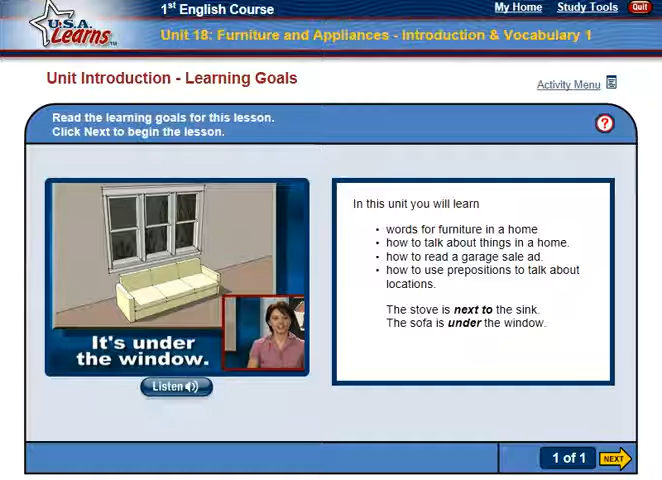 U.S.A.
Learns™
1st English Course
My Home
Study Tools
Quit
Unit 18: Furniture and Appliances - Introduction & Vocabulary 1
Unit Introduction - Learning Goals
Activity Menu
Read the learning goals for this lesson.
Click Next to begin the lesson.
?
It's under
the window.
Listen
In this unit you will learn
• words for furniture in a home
• how to talk about things in a home.
• how to read a garage sale ad.
• how to use prepositions to talk about
locations.
The stove is next to the sink.
The sofa is under the window.
1 of 1
NEXT